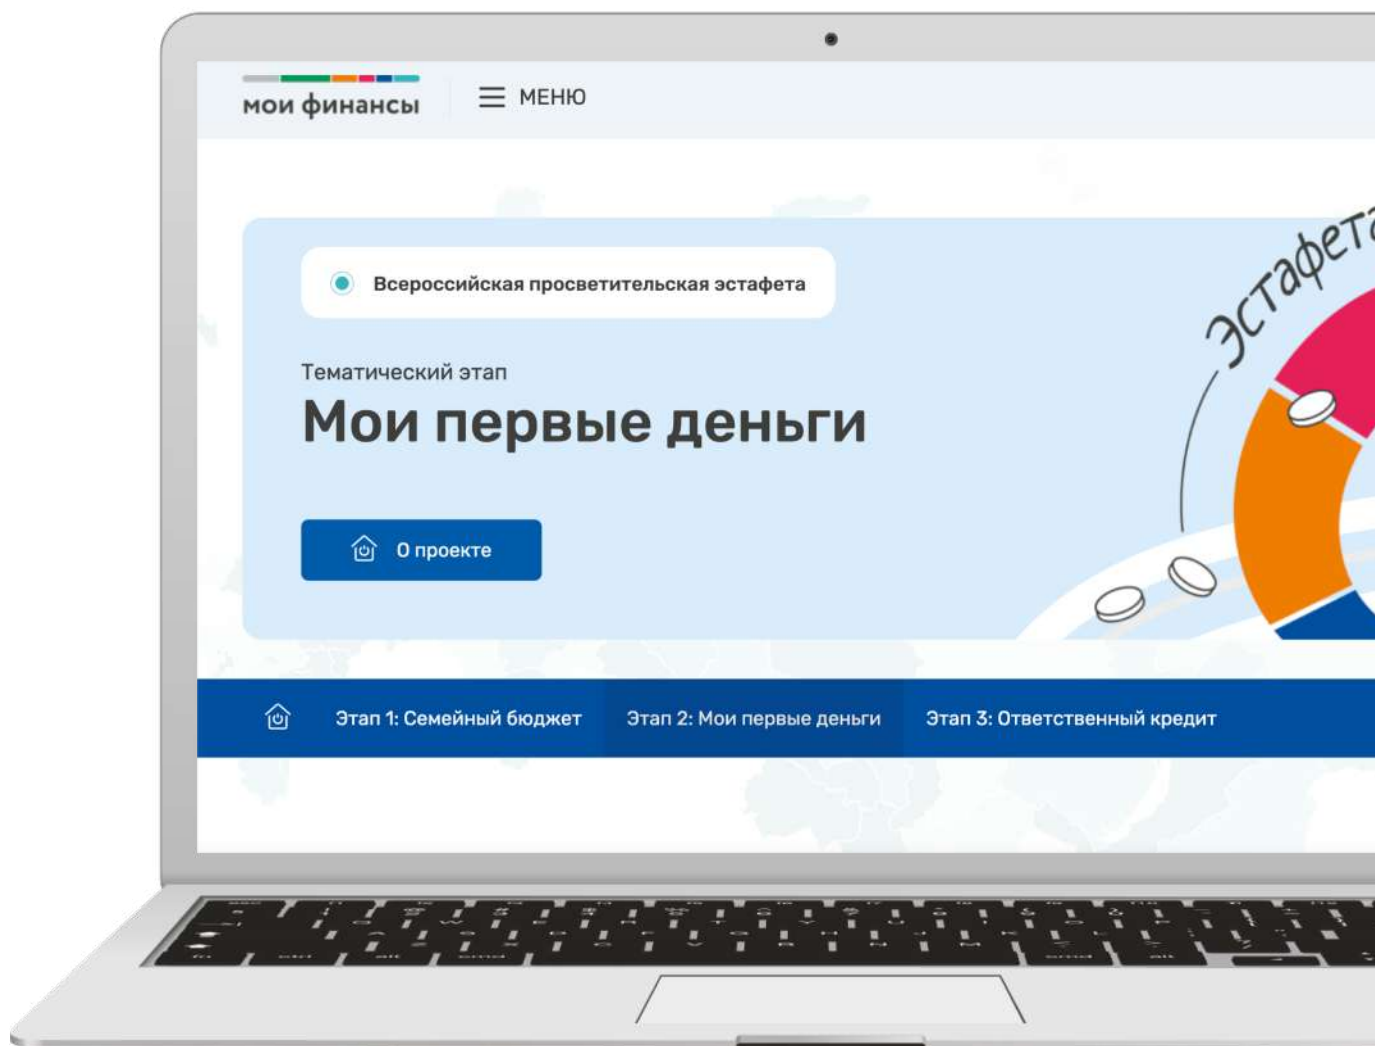 мои финансы
МЕНЮ
Всероссийская просветительская эстафета
Тематический этап
Мои первые деньги
О проекте
Эстафета
Этап 1: Семейный бюджет
Этап 2: Мои первые деньги
Этап 3: Ответственный кредит